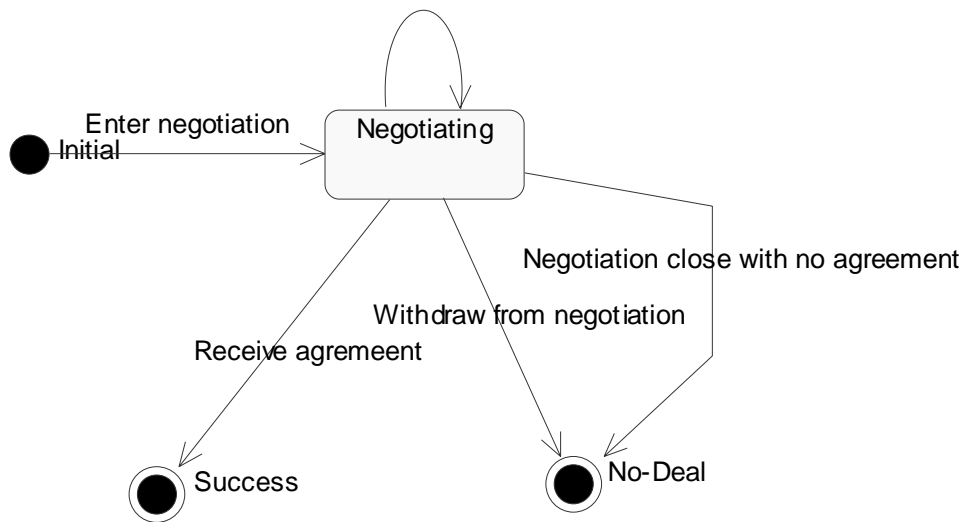 Enter negotiation
Initial
Negotiating
Negotiation close with no agreement
Withdraw from negotiation
Receive agremeent
Success
No-Deal